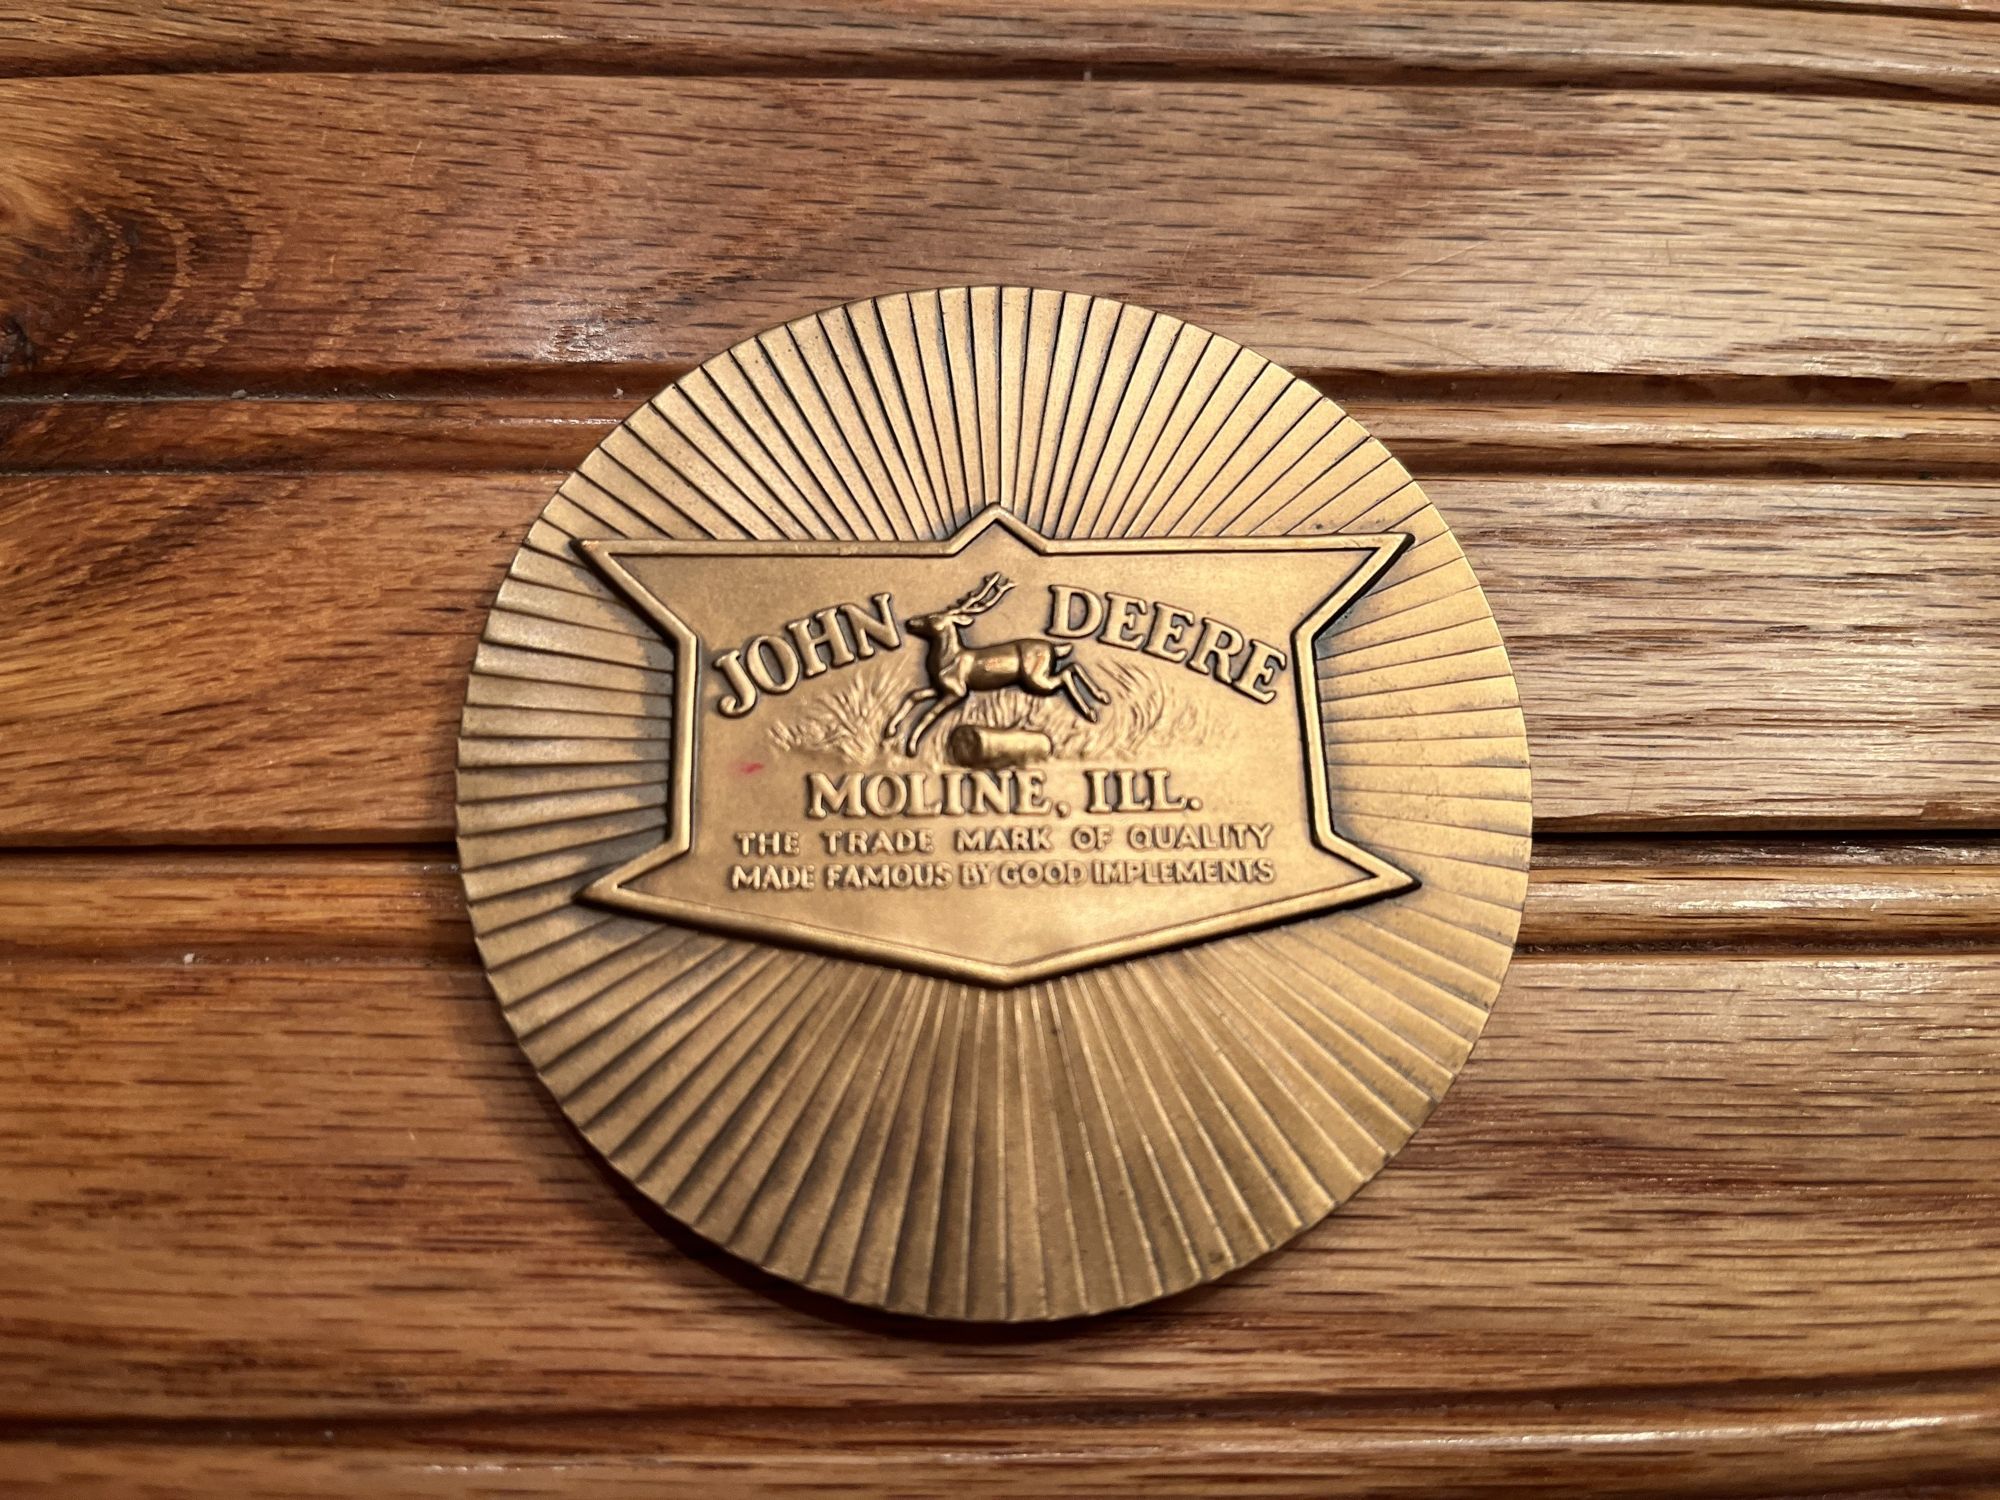 JOHN DEERE
MOLINE, ILL.
THE TRADE MARK OF QUALITY
MADE FAMOUS BY GOOD IMPLEMENTS